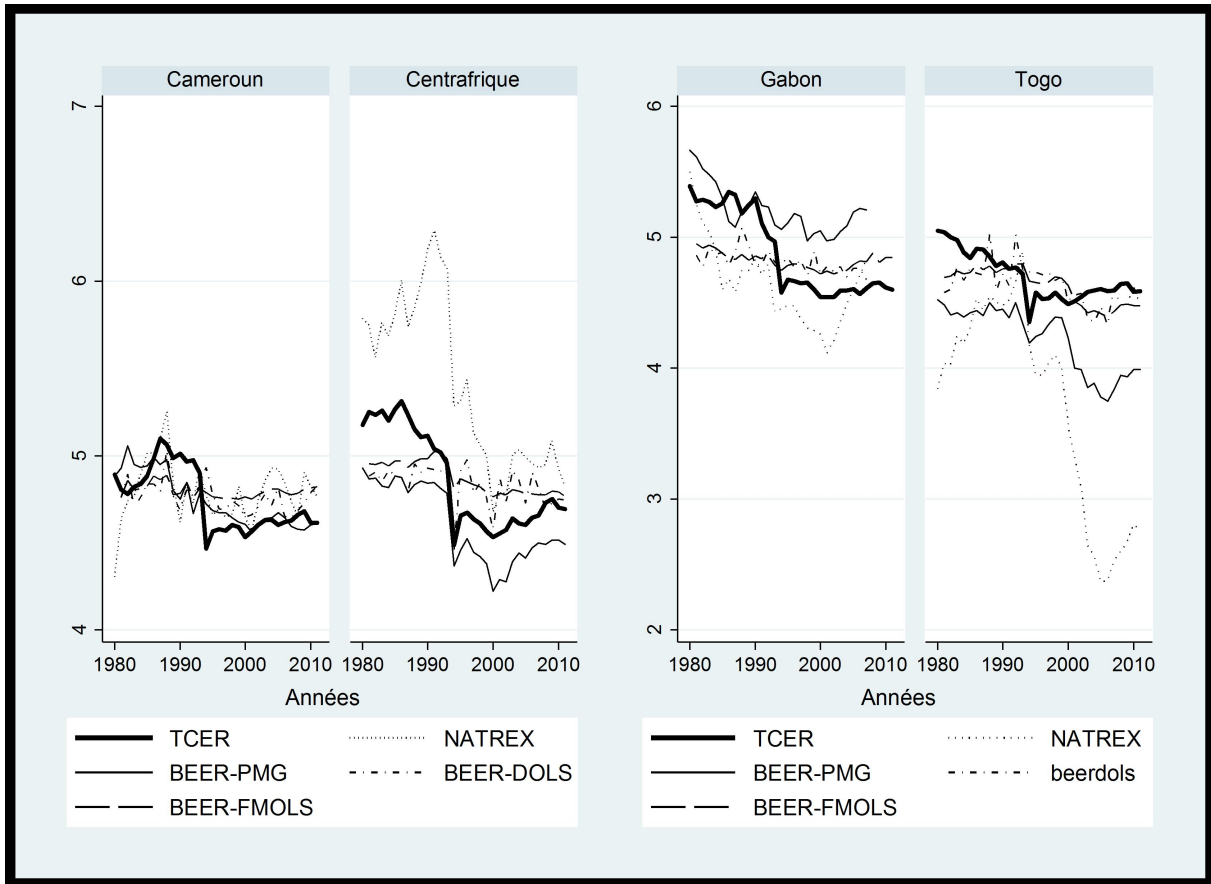 Cameroun
Centrafrique
7
6
5
4
1980 1990 2000 2010
1980 1990 2000 2010
Années
TCER
NATREX
BEER-PMG
BEER-DOLS
BEER-FMOLS
Gabon
Togo
6
5
4
3
2
1980 1990 2000 2010
1980 1990 2000 2010
Années
TCER
NATREX
BEER-PMG
beerdols
BEER-FMOLS